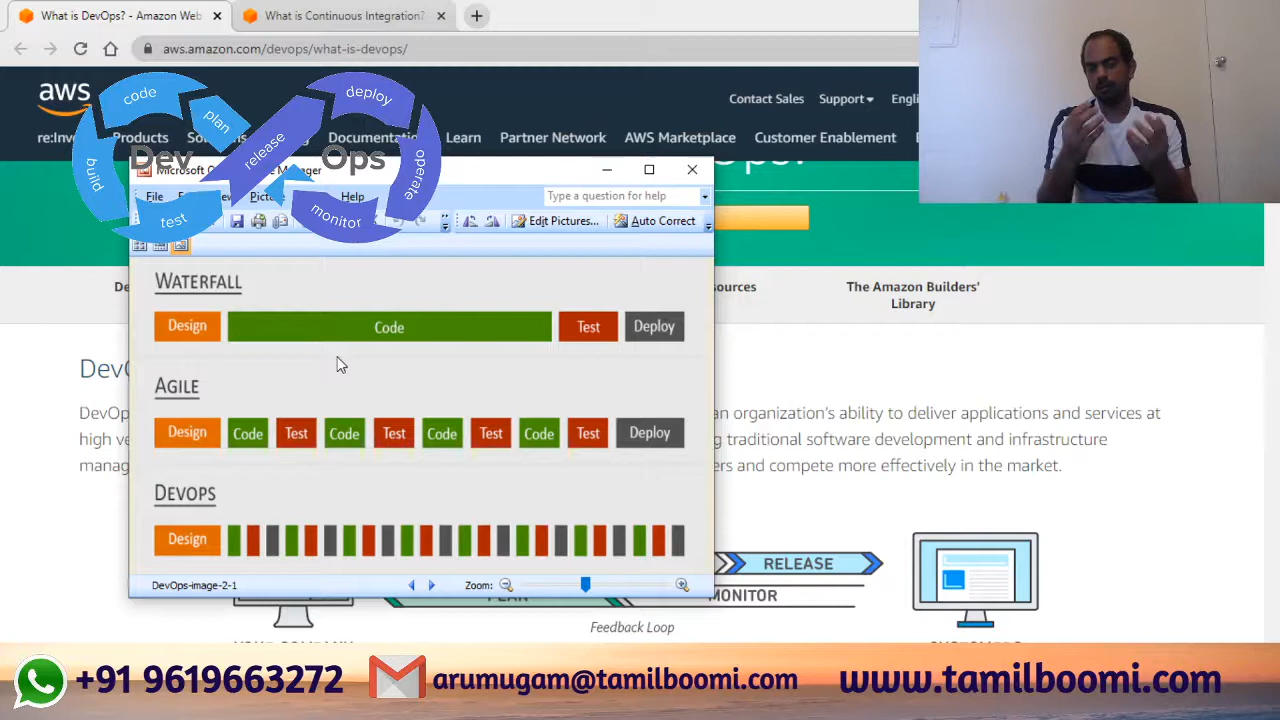 What is DevOps? - Amazon Web
What is Continuous Integration?
aws.amazon.com/devops/what-is-devops/
aws
Contact Sales Support
re:Inv Products Documentation Learn Partner Network AWS Marketplace Customer Enablement
code
plan
build
test
release
deploy
operate
monitor
Dev Ops
File Help
Type a question for help
Edit Pictures...
Auto Correct
WATERFALL
Design Code Test Deploy
AGILE
Design Code Test Code Test Code Test Code Test Deploy
DEVOPS
Design
DevOps-image-2-1 Zoom:
The Amazon Builders'
Library
an organization's ability to deliver applications and services at
high
traditional software development and infrastructure
and compete more effectively in the market.
RELEASE
MONITOR
Feedback Loop
+91 9619663272 arumugam@tamilboomi.com www.tamilboomi.com